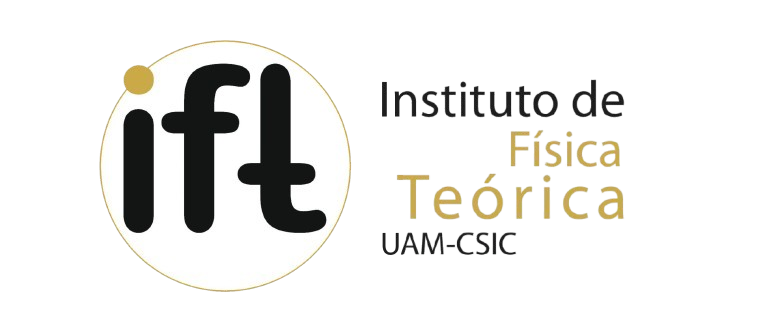 ift
Instituto de
Física
Teórica
UAM-CSIC